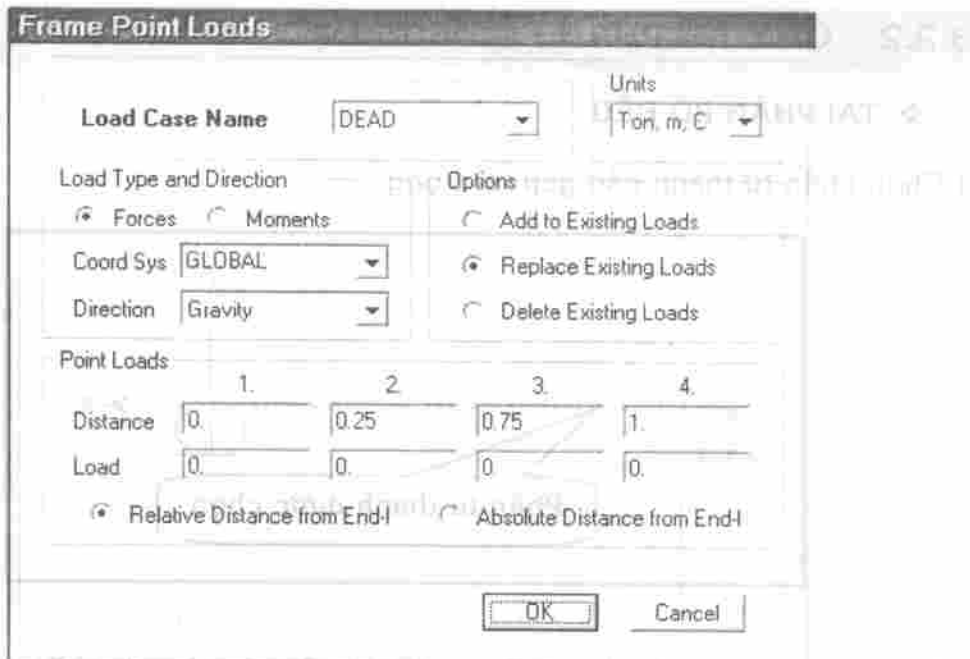 Frame Point Loads
Units
Load Case Name DEAD Ton, m, C
Load Type and Direction Options
Forces Moments Add to Existing Loads
Coord Sys GLOBAL Replace Existing Loads
Direction Gravity Delete Existing Loads
Point Loads
1. 2. 3. 4.
Distance 0. 0.25 0.75 1.
Load 0. 0. 0 0.
Relative Distance from End-I Absolute Distance from End-I
OK Cancel